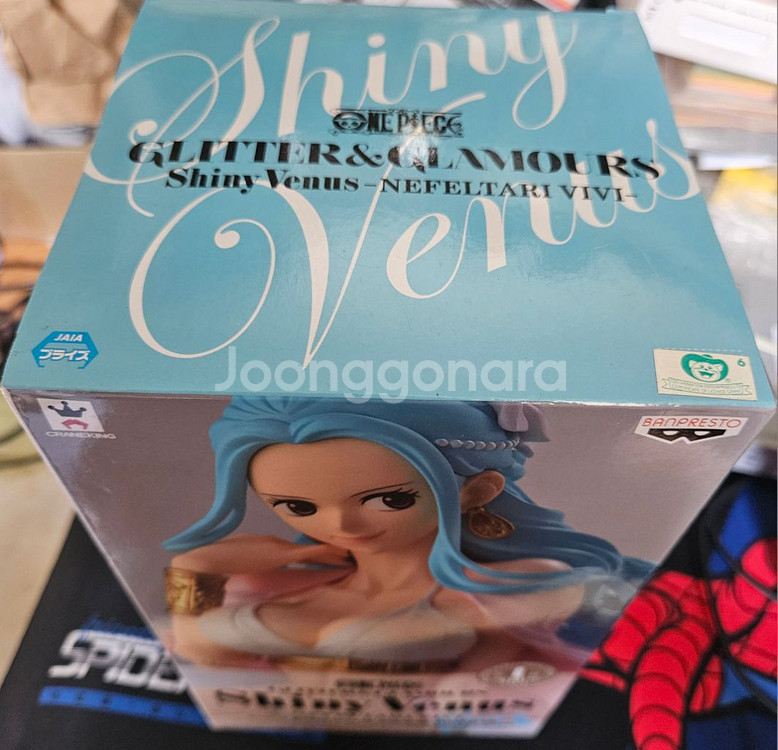 Shiny
ONE PIECE
GLITTER&GLAMOURS
Shiny Venus -NEFELTARI VIVI-
Venus
JAIA
プライズ
6
Joonggonara
CRANEKING
BANPRESTO
Shiny Venus
SPIDE